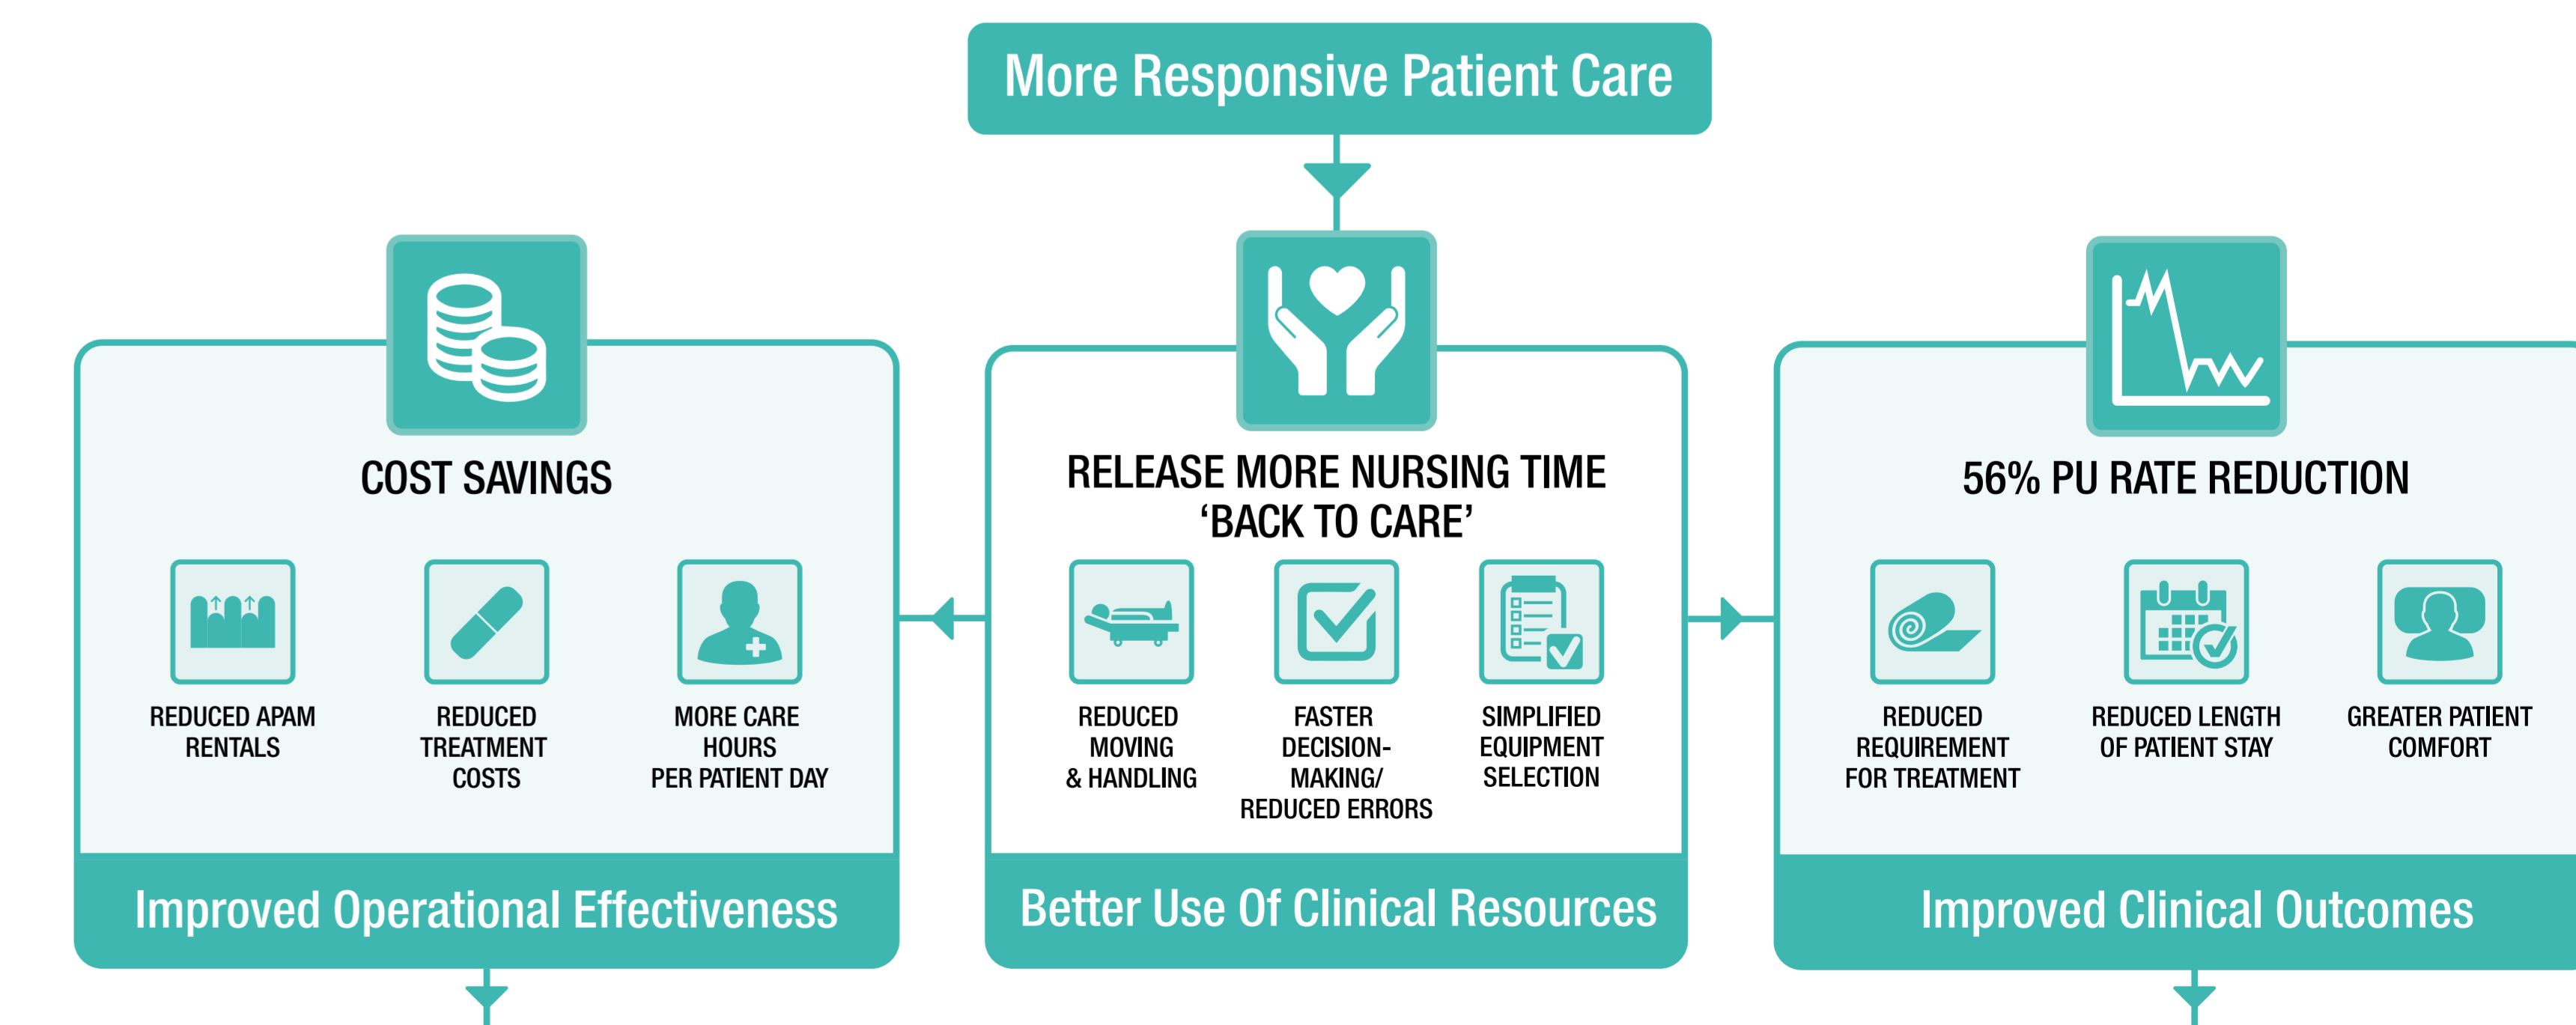 More Responsive Patient Care
COST SAVINGS
REDUCED APAM
RENTALS
REDUCED
TREATMENT
COSTS
MORE CARE
HOURS
PER PATIENT DAY
Improved Operational Effectiveness
RELEASE MORE NURSING TIME
‘BACK TO CARE’
REDUCED
MOVING
& HANDLING
FASTER
DECISION-
MAKING/
REDUCED ERRORS
SIMPLIFIED
EQUIPMENT
SELECTION
Better Use Of Clinical Resources
56% PU RATE REDUCTION
REDUCED
REQUIREMENT
FOR TREATMENT
REDUCED LENGTH
OF PATIENT STAY
GREATER PATIENT
COMFORT
Improved Clinical Outcomes